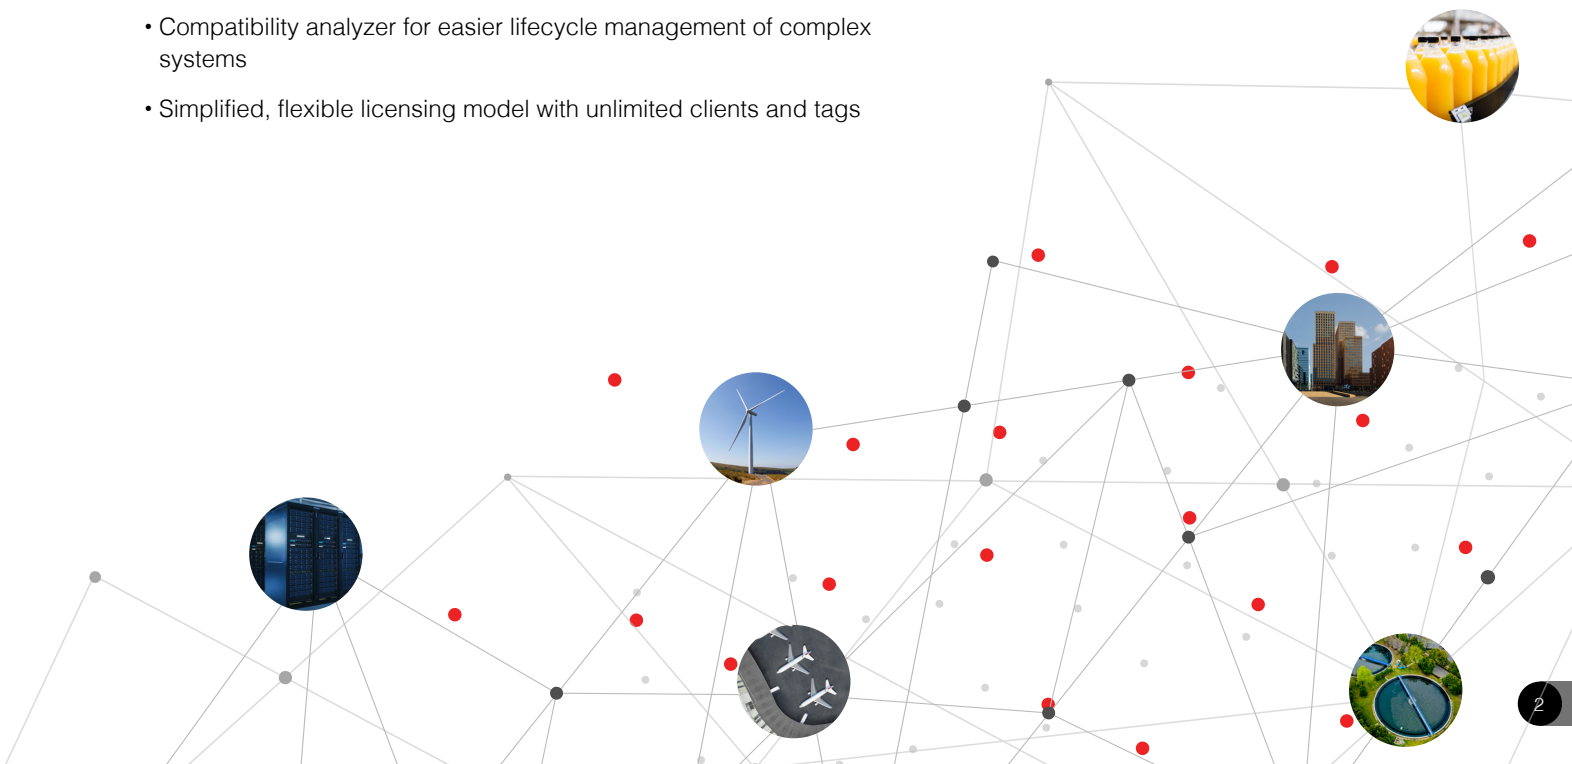 • Compatibility analyzer for easier lifecycle management of complex
systems
• Simplified, flexible licensing model with unlimited clients and tags
2